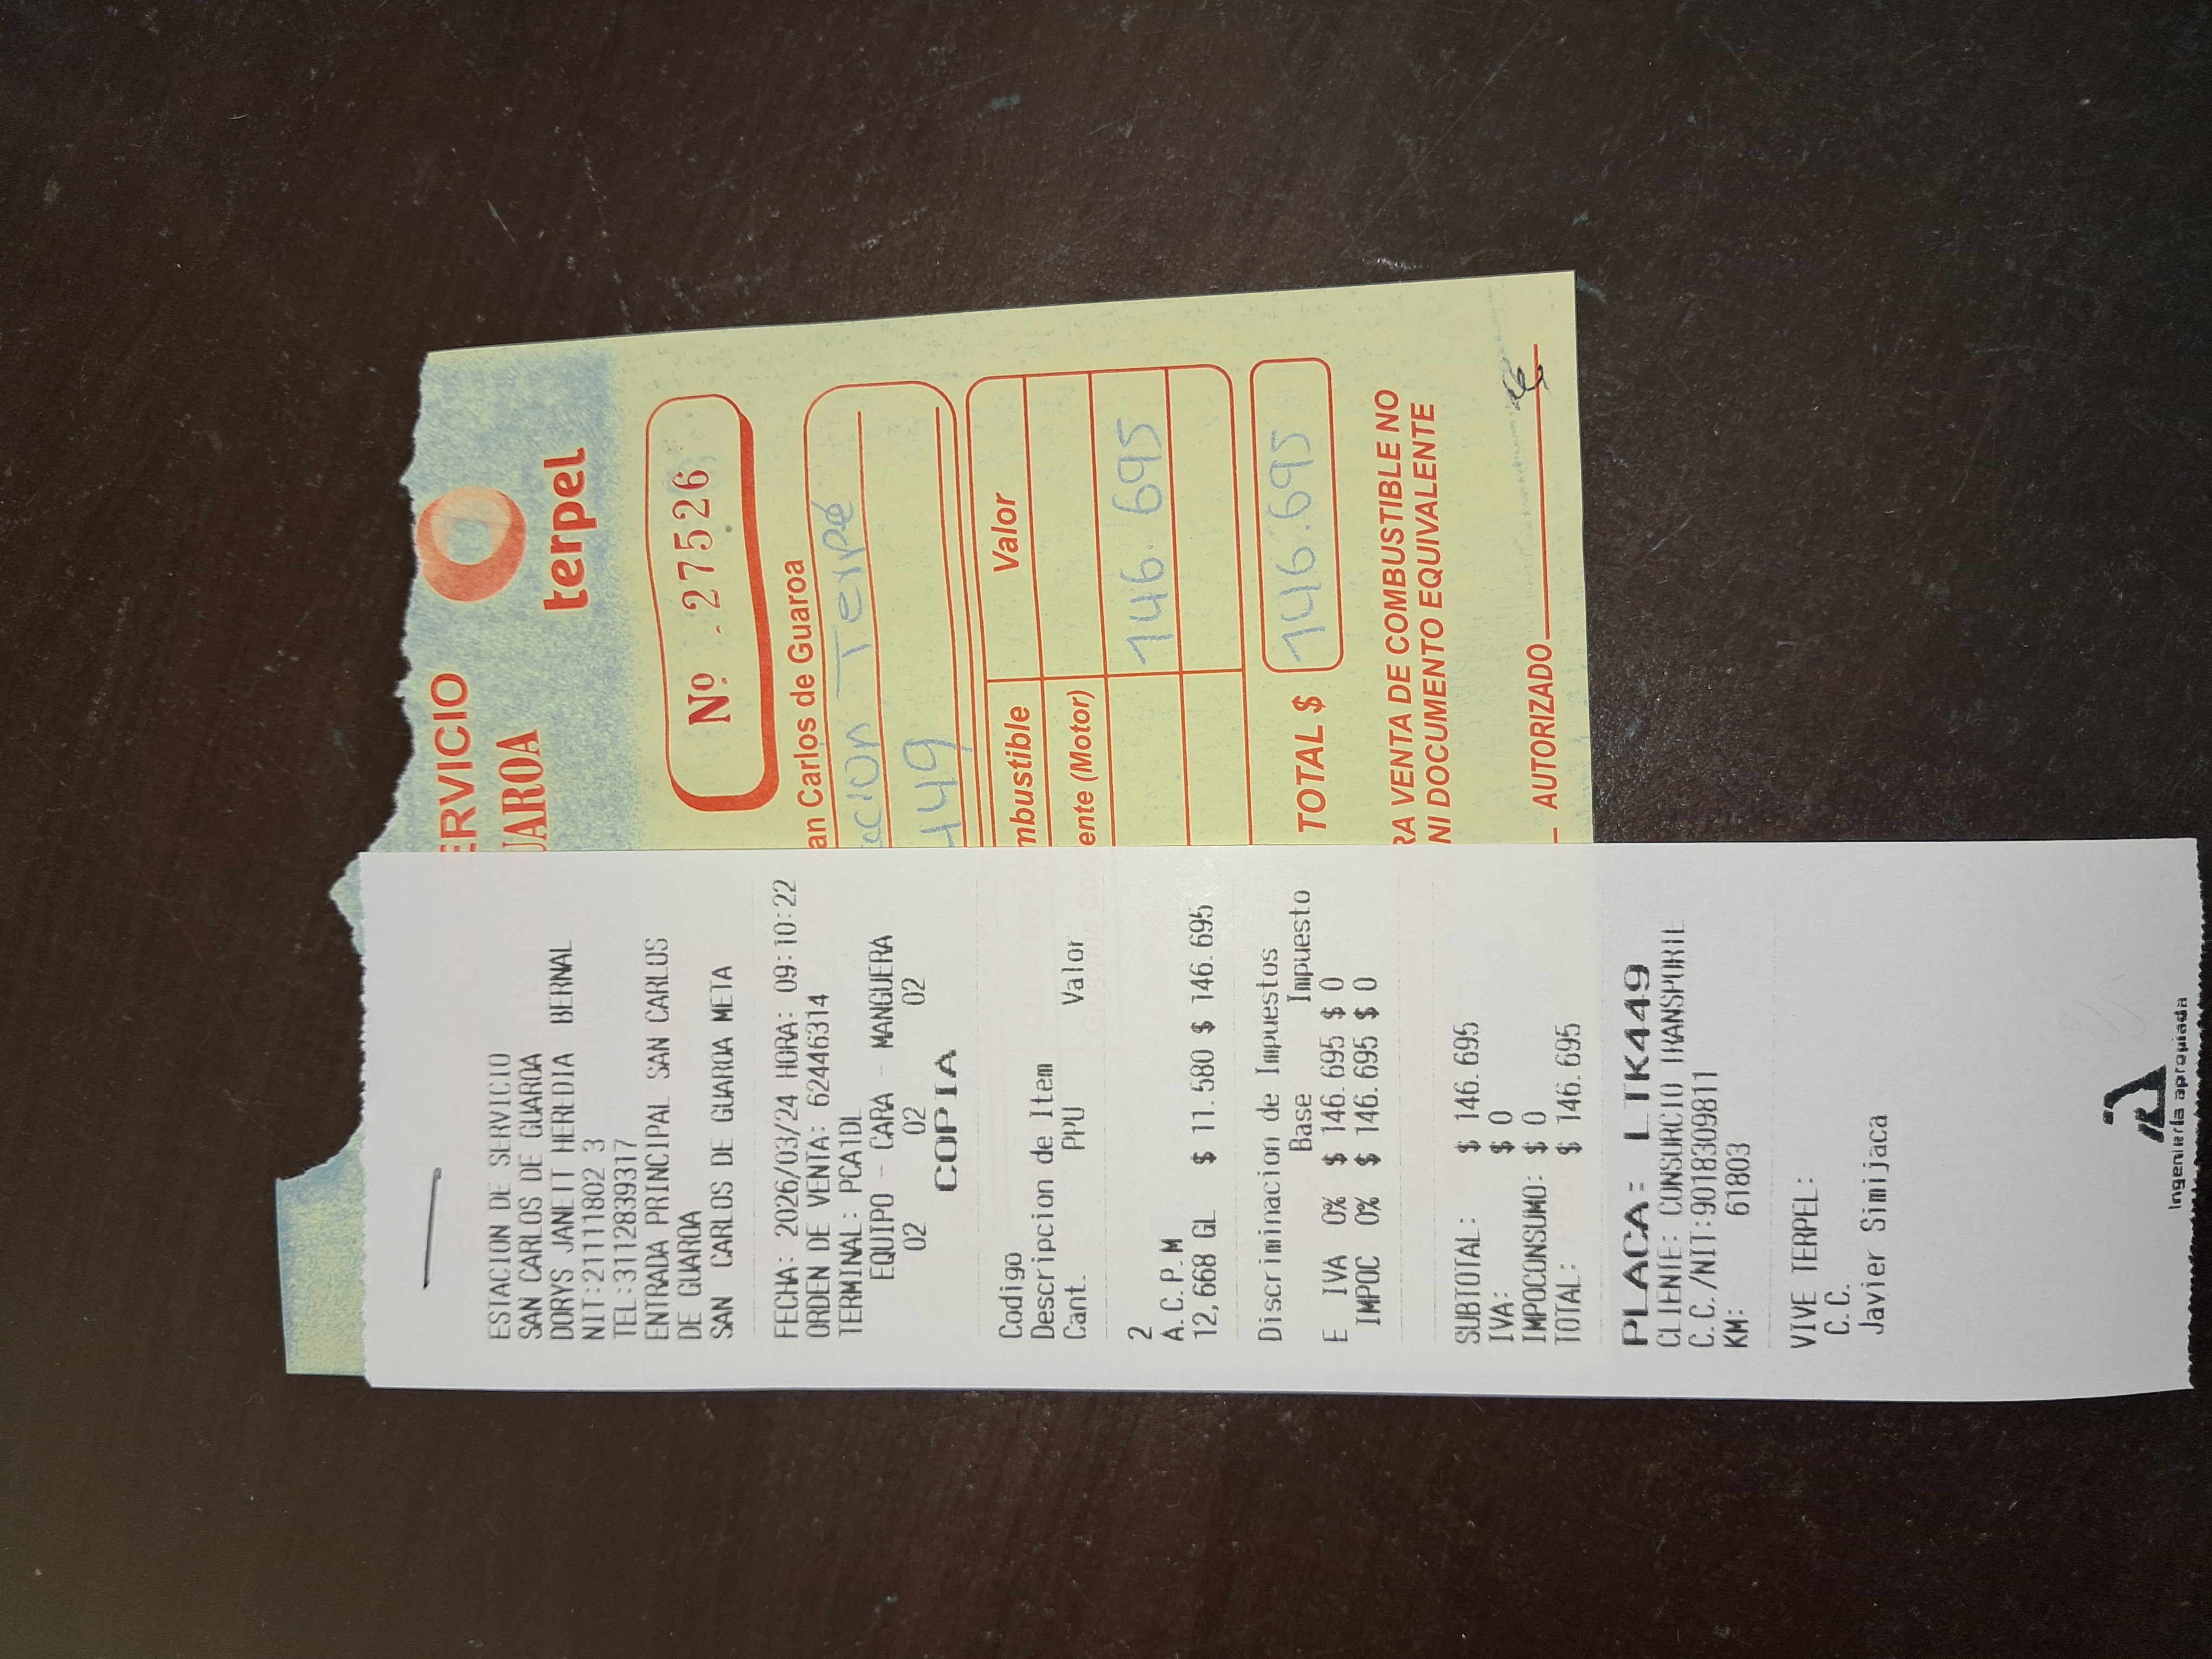 ESTACION DE SERVICIO
SAN CARLOS DE GUAROA
DORYS JANETT HEREDIA BERNAL
NIT:21111802 3
TEL:3112839317
ENTRADA PRINCIPAL SAN CARLOS
DE GUAROA
SAN CARLOS DE GUAROA META
FECHA: 2026/03/24 HORA: 09:10:22
ORDEN DE VENTA: 62446314
TERMINAL: PCA1DL
EQUIPO - CARA - MANGUERA
02 02 02
COPIA
Codigo
Descripcion de Item
Cant. PPU Valor
2
A.C.P.M
12,668 GL $ 11.580 $ 146.695
Discriminacion de Impuestos
Base Impuesto
E IVA 0% $ 146.695 $ 0
IMPOC 0% $ 146.695 $ 0
SUBTOTAL: $ 146.695
IVA: $ 0
IMPOCONSUMO: $ 0
TOTAL: $ 146.695
PLACA: LTK449
CLIENTE: CONSORCIO TRANSPORTE
C.C./NIT:9018309811
KM: 61803
VIVE TERPEL:
C.C.
Javier Simijaca
Ingeniería apropiada
ERVICIO
UAROA
terpel
Nº 27526
an Carlos de Guaroa
acion Terpe
449
mbustible Valor
ente (Motor)
146.695
TOTAL $ 146.695
RA VENTA DE COMBUSTIBLE NO
NI DOCUMENTO EQUIVALENTE
AUTORIZADO